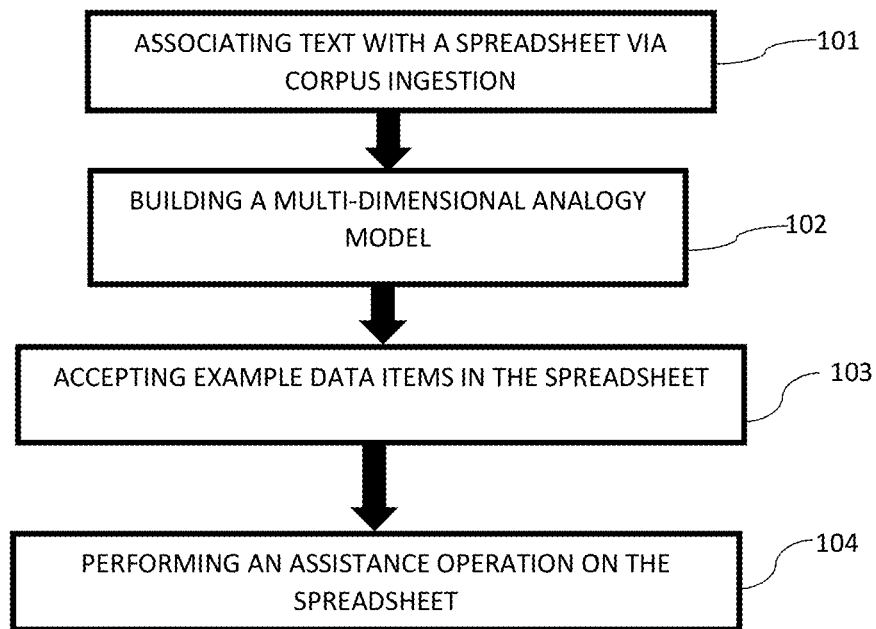 ASSOCIATING TEXT WITH A SPREADSHEET VIA
CORPUS INGESTION
101
BUILDING A MULTI-DIMENSIONAL ANALOGY
MODEL
102
ACCEPTING EXAMPLE DATA ITEMS IN THE SPREADSHEET
103
PERFORMING AN ASSISTANCE OPERATION ON THE
SPREADSHEET
104